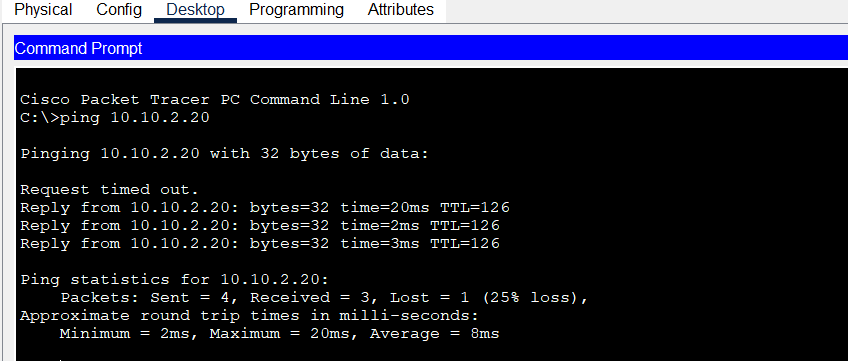 Physical Config Desktop Programming Attributes
Command Prompt
Cisco Packet Tracer PC Command Line 1.0
C:\>ping 10.10.2.20
Pinging 10.10.2.20 with 32 bytes of data:
Request timed out.
Reply from 10.10.2.20: bytes=32 time=20ms TTL=126
Reply from 10.10.2.20: bytes=32 time=2ms TTL=126
Reply from 10.10.2.20: bytes=32 time=3ms TTL=126
Ping statistics for 10.10.2.20:
Packets: Sent = 4, Received = 3, Lost = 1 (25% loss),
Approximate round trip times in milli-seconds:
Minimum = 2ms, Maximum = 20ms, Average = 8ms